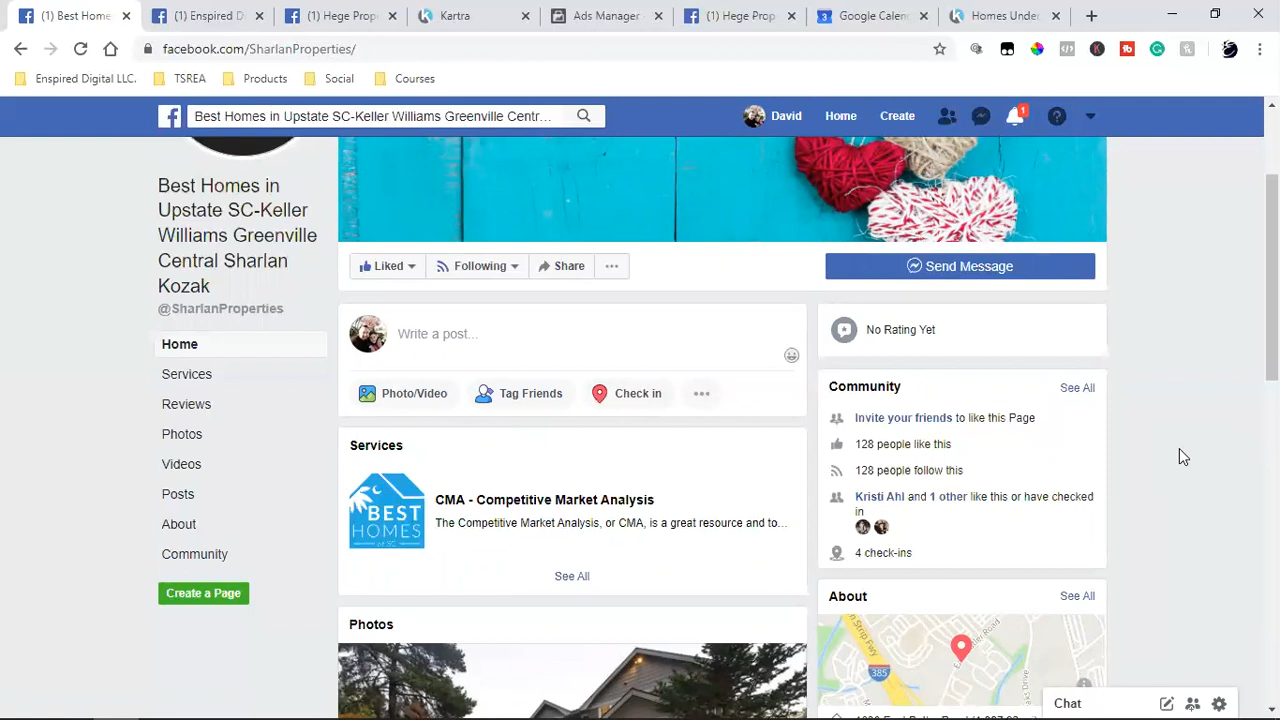 (1) Best Home
(1) Enspired D
(1) Hege Prop
Kartra
Ads Manager
(1) Hege Prop
Google Calen
Homes Unde
facebook.com/SharlanProperties/
Enspired Digital LLC.
TSREA
Products
Social
Courses
Best Homes in Upstate SC-Keller Williams Greenville Centr...
David
Home
Create
1
Best Homes in
Upstate SC-Keller
Williams Greenville
Central Sharlan
Kozak
@SharlanProperties
Home
Services
Reviews
Photos
Videos
Posts
About
Community
Create a Page
Liked
Following
Share
Send Message
Write a post...
Photo/Video
Tag Friends
Check in
Services
BEST
HOMES
of SC
CMA - Competitive Market Analysis
The Competitive Market Analysis, or CMA, is a great resource and to...
See All
Photos
No Rating Yet
Community
See All
Invite your friends to like this Page
128 people like this
128 people follow this
Kristi Ahl and 1 other like this or have checked
in
4 check-ins
About
See All
385
Chat